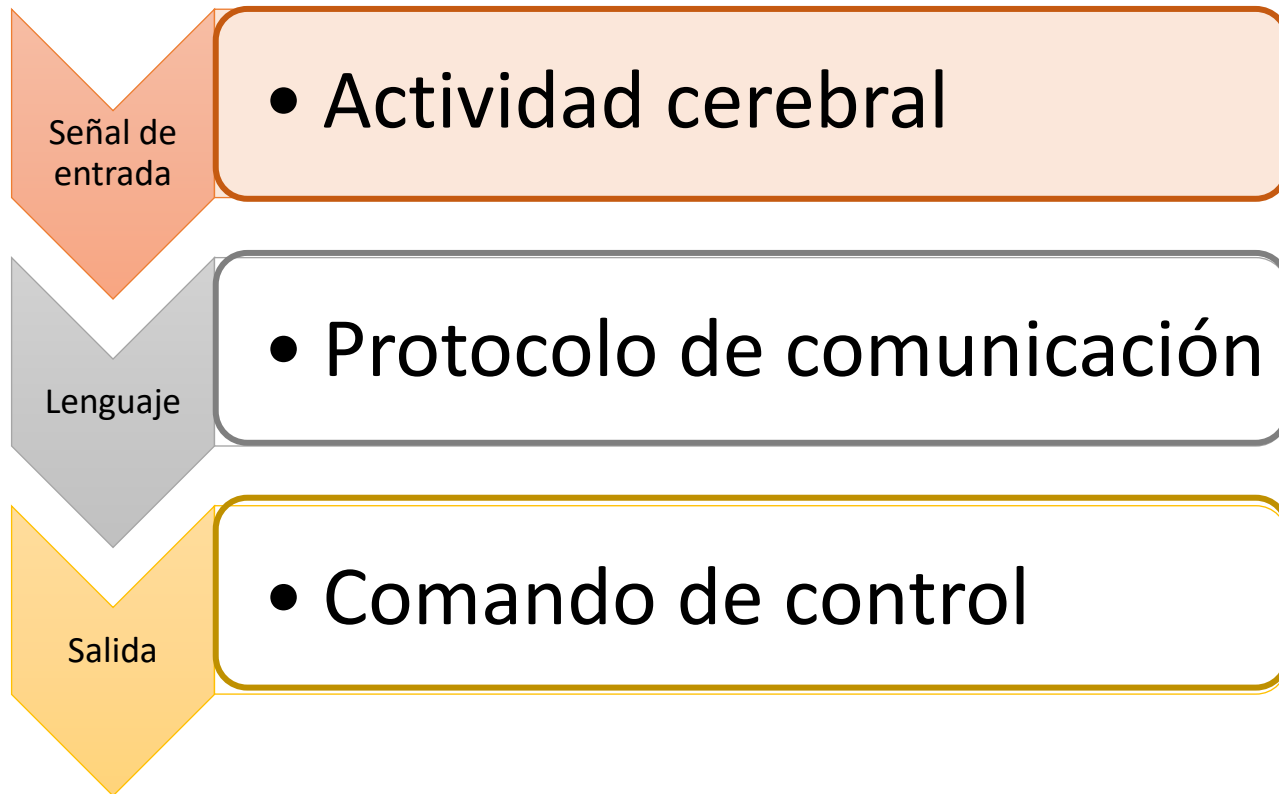 Señal de
entrada
• Actividad cerebral
Lenguaje
• Protocolo de comunicación
Salida
• Comando de control